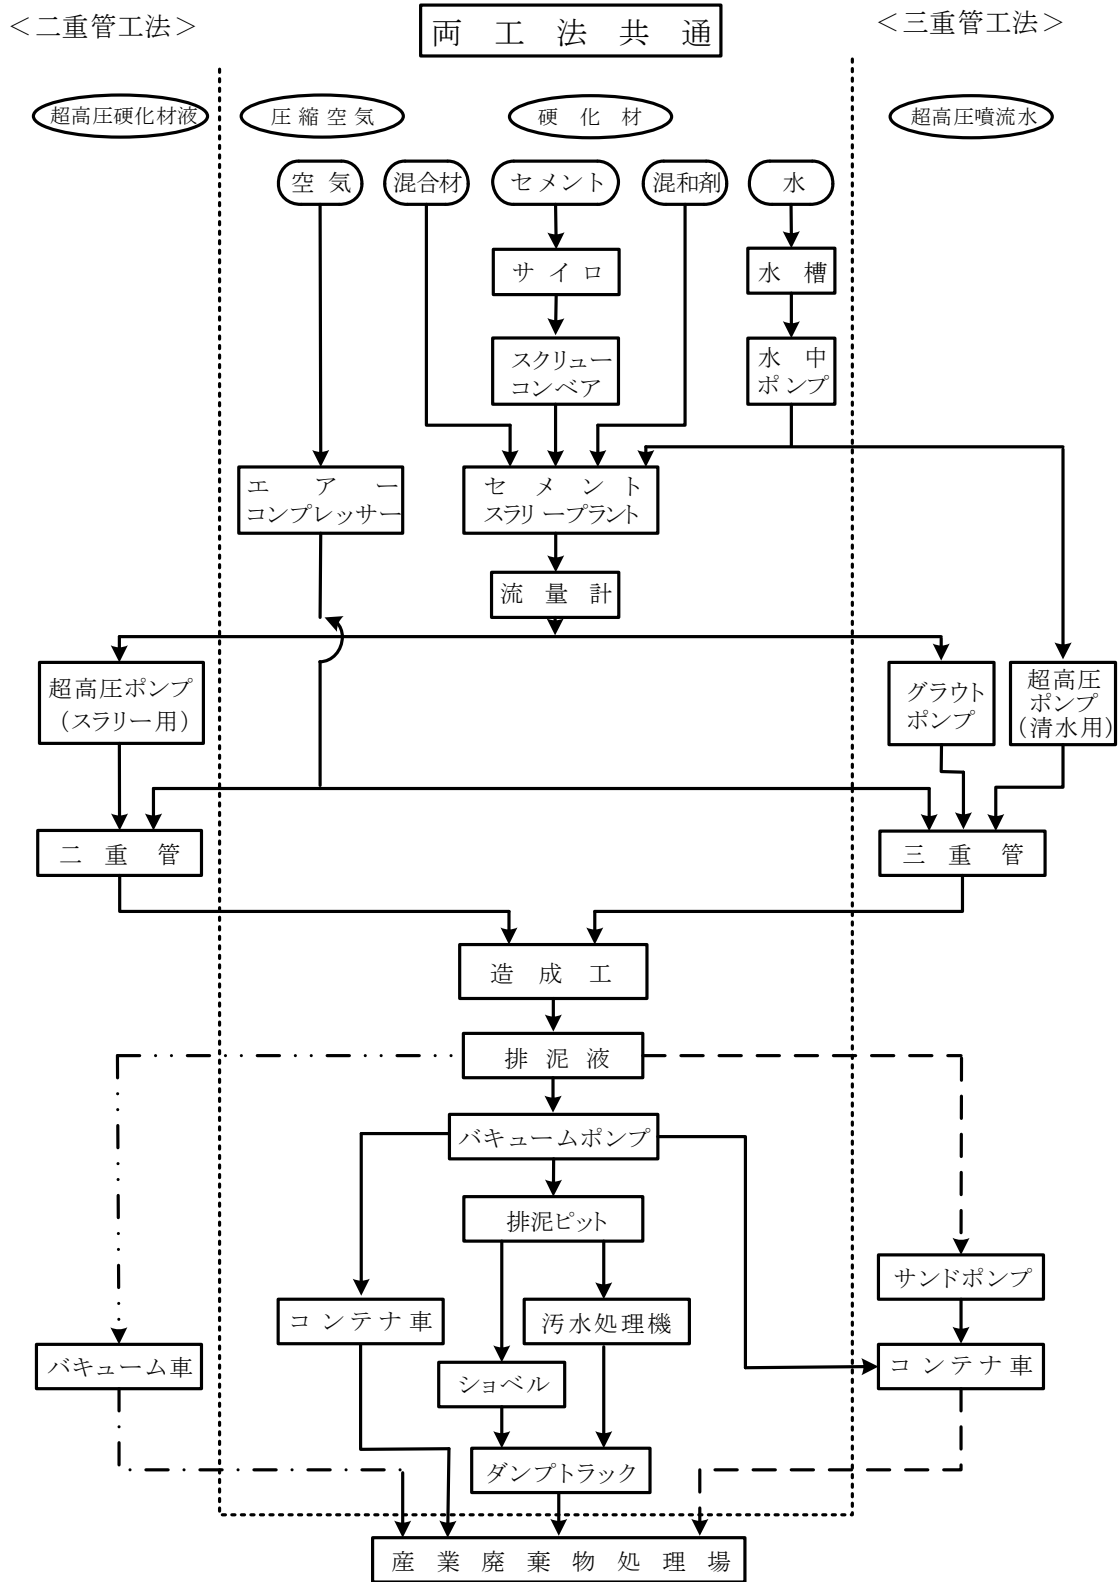 ＜二重管工法＞
両工法共通
＜三重管工法＞
超高圧硬化材液
圧縮空気
硬化材
超高圧噴流水
空気
混合材
セメント
混和剤
水
サイロ
水槽
スクリュー
コンベア
水中
ポンプ
エアー
コンプレッサー
セメント
スラリープラント
流量計
超高圧ポンプ
（スラリー用）
グラウト
ポンプ
超高圧
ポンプ
（清水用）
二重管
三重管
造成工
排泥液
バキュームポンプ
排泥ピット
サンドポンプ
コンテナ車
汚水処理機
バキューム車
ショベル
コンテナ車
ダンプトラック
産業廃棄物処理場